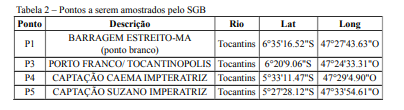 Tabela 2 – Pontos a serem amostrados pelo SGB
Ponto Descrição Rio Lat Long
P1 BARRAGEM ESTREITO-MA (ponto branco) Tocantins 6°35'16.52"S 47°27'43.63"O
P3 PORTO FRANCO/ TOCANTINOPOLIS Tocantins 6°20'9.06"S 47°24'33.31"O
P4 CAPTAÇÃO CAEMA IMPTERATRIZ Tocantins 5°33'11.47"S 47°29'4.90"O
P5 CAPTAÇÃO SUZANO IMPERATRIZ Tocantins 5°27'28.12"S 47°33'54.61"O